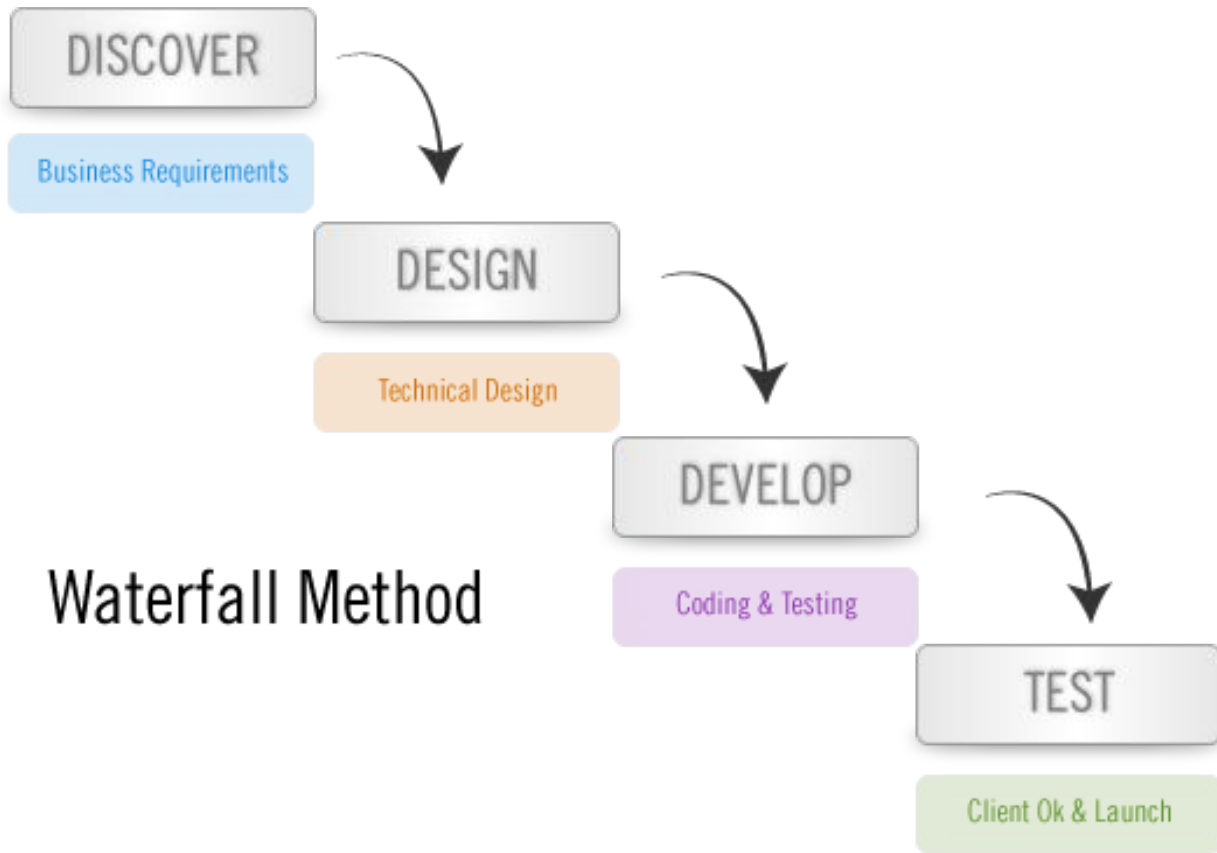 DISCOVER
Business Requirements
DESIGN
Technical Design
DEVELOP
Coding & Testing
Waterfall Method
TEST
Client Ok & Launch